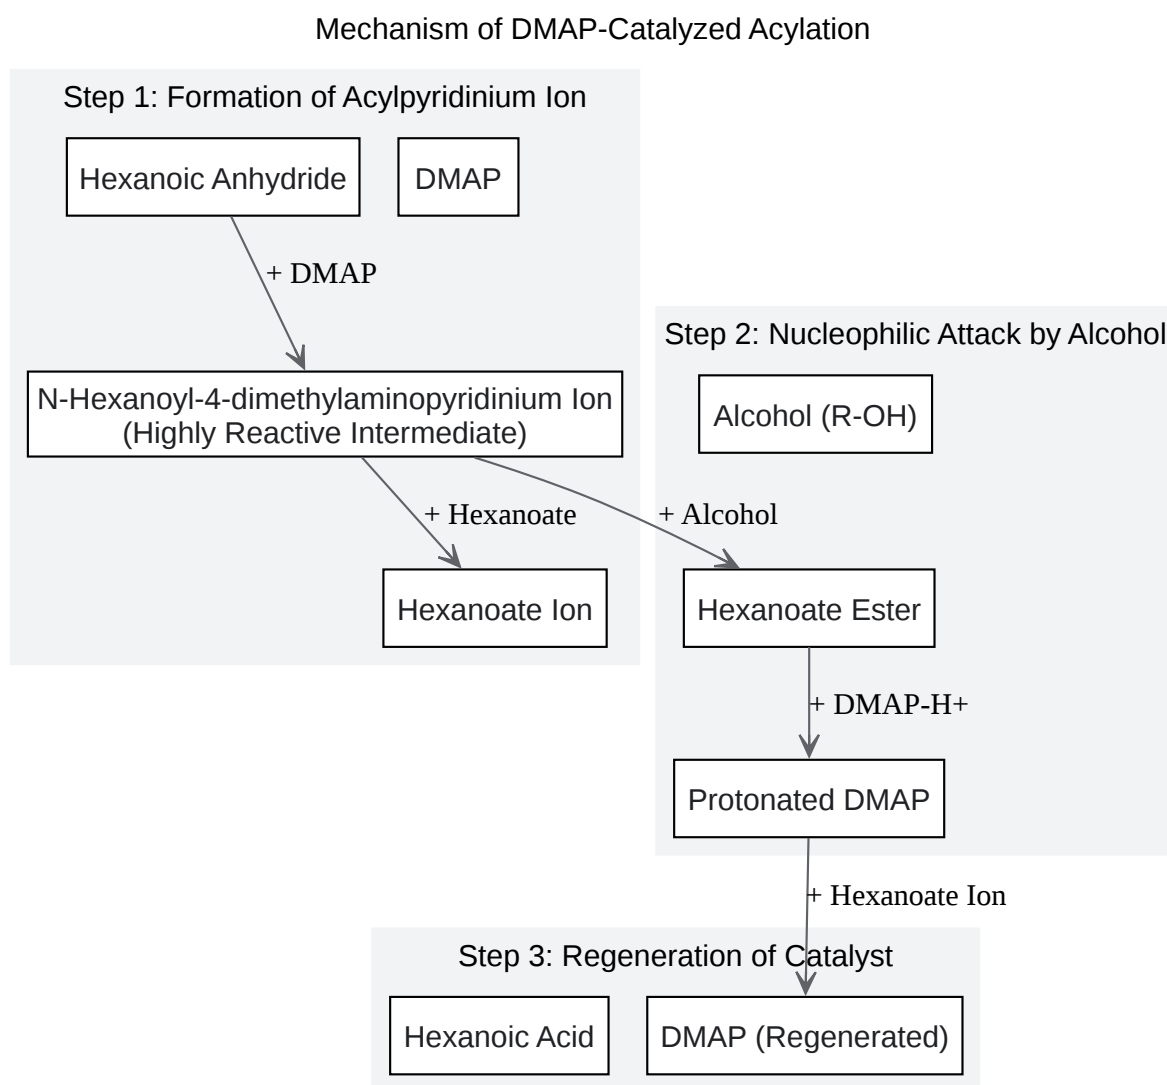 Mechanism of DMAP-Catalyzed Acylation
Step 1: Formation of Acylpyridinium Ion
Hexanoic Anhydride
DMAP
+ DMAP
N-Hexanoyl-4-dimethylaminopyridinium Ion
(Highly Reactive Intermediate)
+ Hexanoate
Hexanoate Ion
Step 2: Nucleophilic Attack by Alcohol
Alcohol (R-OH)
+ Alcohol
Hexanoate Ester
+ DMAP-H+
Protonated DMAP
+ Hexanoate Ion
Step 3: Regeneration of Catalyst
Hexanoic Acid
DMAP (Regenerated)